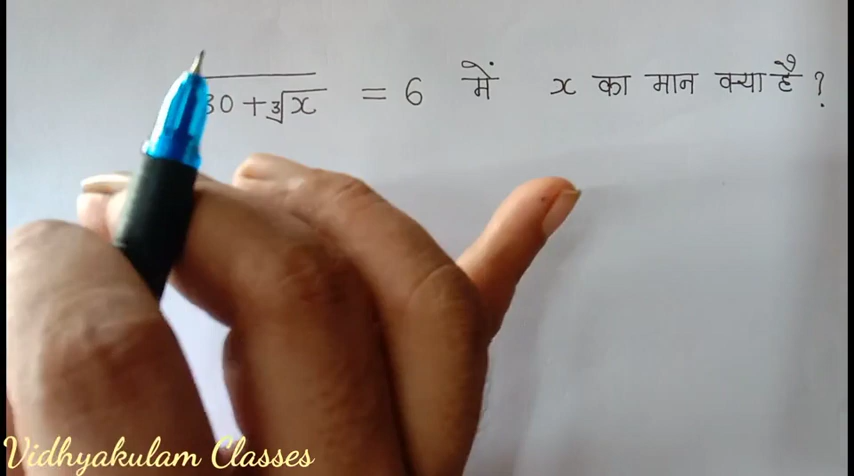 √30 + ∛x = 6 में x का मान क्या है ?
Vidhyakulam Classes